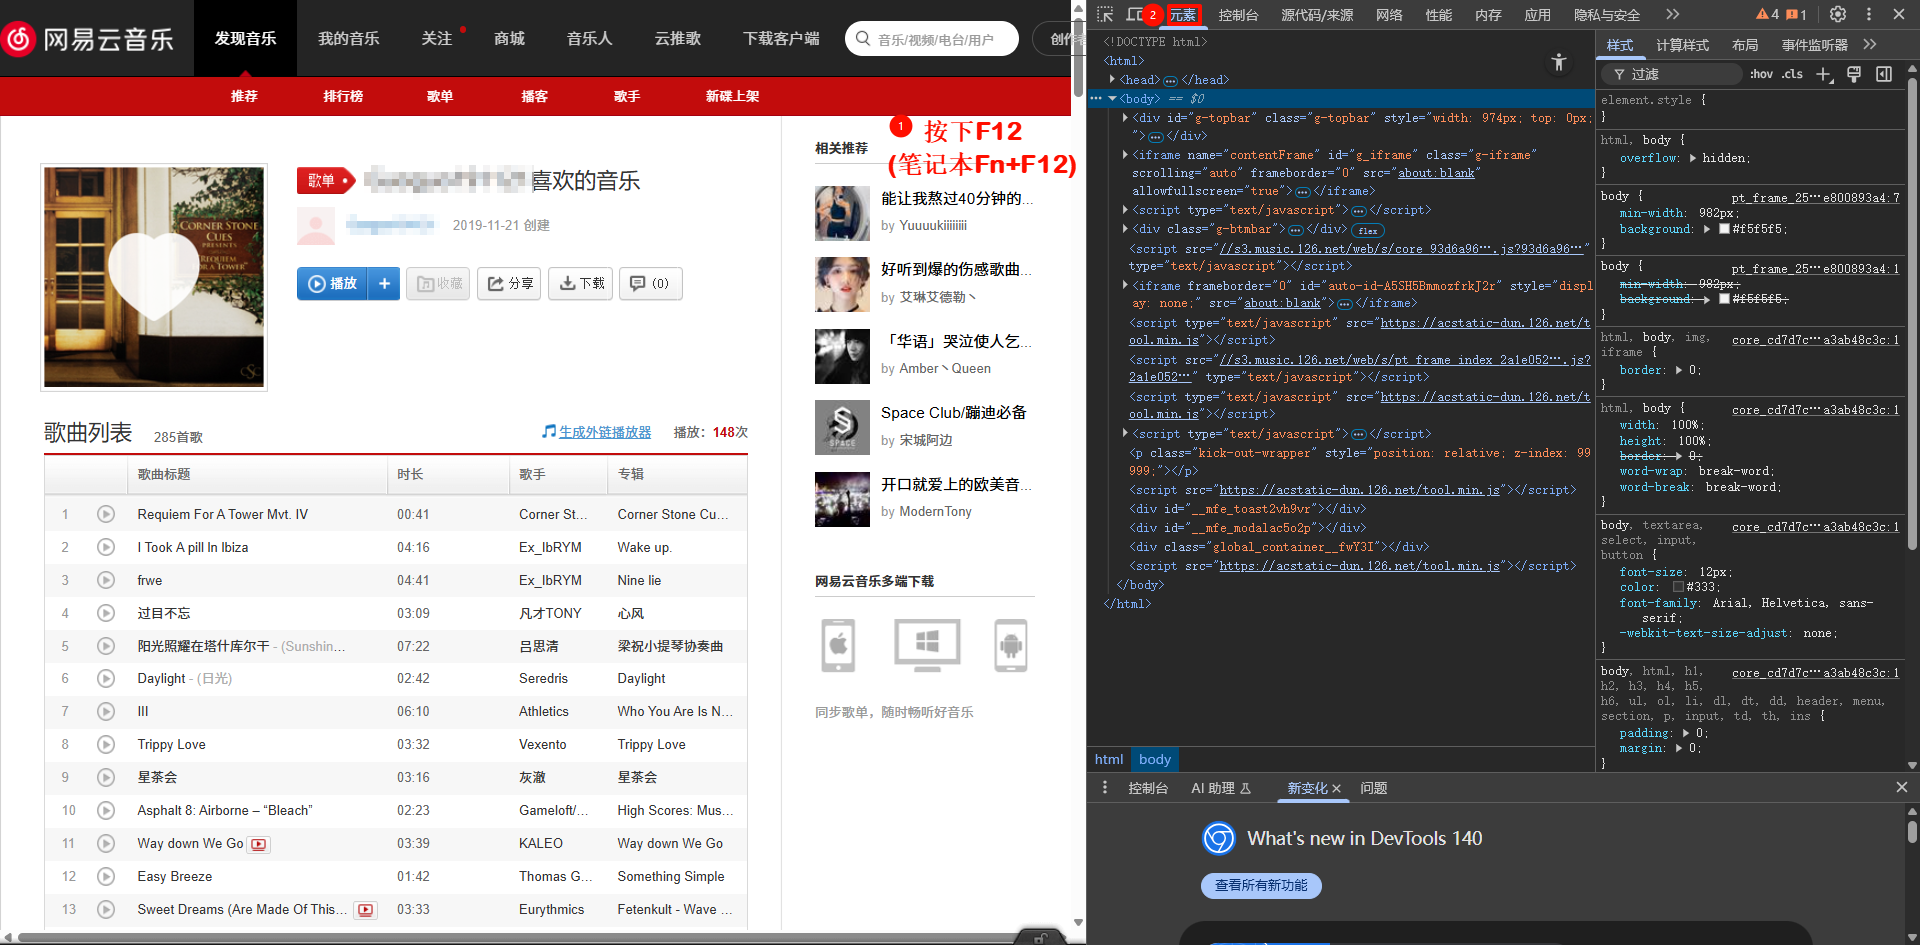 网易云音乐
发现音乐
我的音乐
关注
商城
音乐人
云推歌
下载客户端
音乐/视频/电台/用户
创作者
推荐
排行榜
歌单
播客
歌手
新碟上架
1 按下F12
(笔记本Fn+F12)
歌单
喜欢的音乐
2019-11-21 创建
播放
+
收藏
分享
下载
(0)
CORNER STONE
CUES
PRESENTS
"REQUIEM
FOR A TOWER"
歌曲列表
285首歌
生成外链播放器
播放：148次
歌曲标题 时长 歌手 专辑
1 Requiem For A Tower Mvt. IV 00:41 Corner St... Corner Stone Cu...
2 I Took A pill In Ibiza 04:16 Ex_IbRYM Wake up.
3 frwe 04:41 Ex_IbRYM Nine lie
4 过目不忘 03:09 凡才TONY 心风
5 阳光照耀在塔什库尔干 - (Sunshin... 07:22 吕思清 梁祝小提琴协奏曲
6 Daylight - (日光) 02:42 Seredris Daylight
7 III 06:10 Athletics Who You Are Is N...
8 Trippy Love 03:32 Vexento Trippy Love
9 星茶会 03:16 灰澈 星茶会
10 Asphalt 8: Airborne – “Bleach” 02:23 Gameloft/... High Scores: Mus...
11 Way down We Go 03:39 KALEO Way down We Go
12 Easy Breeze 01:42 Thomas G... Something Simple
13 Sweet Dreams (Are Made Of This... 03:33 Eurythmics Fetenkult - Wave ...
相关推荐
能让我熬过40分钟的...
by Yuuuukiiiiiiii
好听到爆的伤感歌曲...
by 艾琳艾德勒丶
「华语」哭泣使人乞...
by Amber丶Queen
Space Club/蹦迪必备
by 宋城阿边
SPACE
开口就爱上的欧美音...
by ModernTony
网易云音乐多端下载
同步歌单，随时畅听好音乐
2 元素
控制台
源代码/来源
网络
性能
内存
应用
隐私与安全
4
1
<!DOCTYPE html>
<html>
<head>…</head>
<body> == $0
<div id="g-topbar" class="g-topbar" style="width: 974px; top: 0px;
">…</div>
<iframe name="contentFrame" id="g_iframe" class="g-iframe"
scrolling="auto" frameborder="0" src="about:blank"
allowfullscreen="true">…</iframe>
<script type="text/javascript">…</script>
<div class="g-btmbar">…</div> flex
<script src="//s3.music.126.net/web/s/core_93d6a96….js?93d6a96…"
type="text/javascript"></script>
<iframe frameborder="0" id="auto-id-A5SH5BmmozfrkJ2r" style="displ
ay: none;" src="about:blank">…</iframe>
<script type="text/javascript" src="https://acstatic-dun.126.net/t
ool.min.js"></script>
<script src="//s3.music.126.net/web/s/pt_frame_index_2a1e052….js?
2a1e052…" type="text/javascript"></script>
<script type="text/javascript" src="https://acstatic-dun.126.net/t
ool.min.js"></script>
<script type="text/javascript">…</script>
<p class="kick-out-wrapper" style="position: relative; z-index: 99
999;"></p>
<script src="https://acstatic-dun.126.net/tool.min.js"></script>
<div id="__mfe_toast2vh9vr"></div>
<div id="__mfe_modalac5o2p"></div>
<div class="global_container__fwY3I"></div>
<script src="https://acstatic-dun.126.net/tool.min.js"></script>
</body>
</html>
html body
样式
计算样式
布局
事件监听器
过滤
:hov .cls
element.style {
}
html, body {
overflow: hidden;
}
body { pt_frame_25…e800893a4:7
min-width: 982px;
background: #f5f5f5;
}
body { pt_frame_25…e800893a4:1
min-width: 982px;
background: #f5f5f5;
}
html, body, img, core_cd7d7c…a3ab48c3c:1
iframe {
border: 0;
}
html, body { core_cd7d7c…a3ab48c3c:1
width: 100%;
height: 100%;
border: 0;
word-wrap: break-word;
word-break: break-word;
}
body, textarea, core_cd7d7c…a3ab48c3c:1
select, input,
button {
font-size: 12px;
color: #333;
font-family: Arial, Helvetica, sans-
serif;
-webkit-text-size-adjust: none;
}
body, html, h1, core_cd7d7c…a3ab48c3c:1
h2, h3, h4, h5,
h6, ul, ol, li, dl, dt, dd, header, menu,
section, p, input, td, th, ins {
padding: 0;
margin: 0;
}
控制台
AI 助理
新变化
问题
What's new in DevTools 140
查看所有新功能